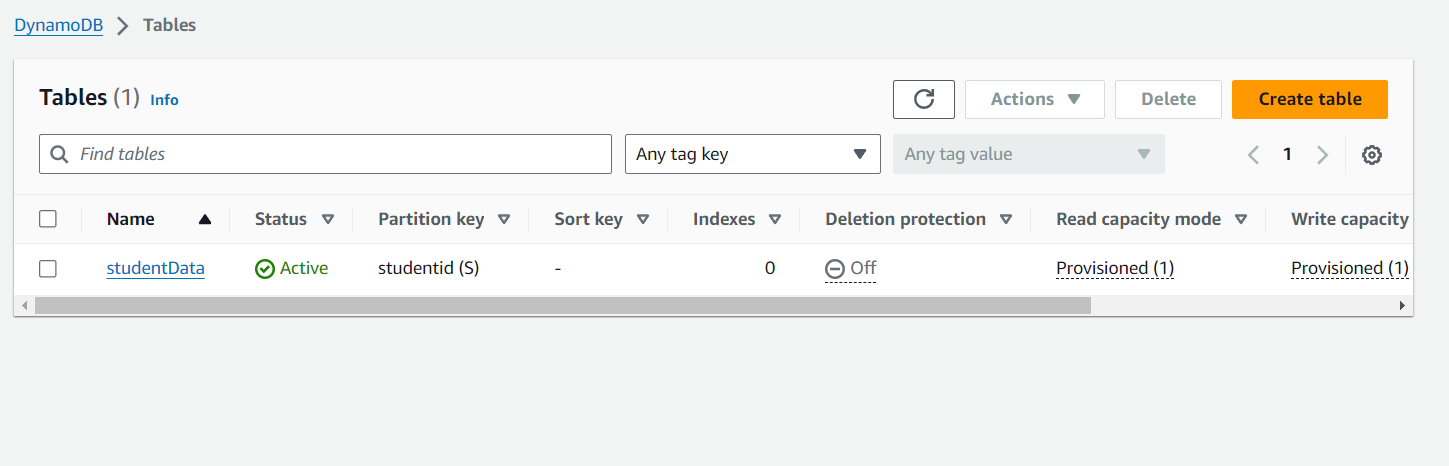 DynamoDB > Tables
Tables (1) Info
Actions Delete Create table
Find tables Any tag key Any tag value 1
Name Status Partition key Sort key Indexes Deletion protection Read capacity mode Write capacity
studentData Active studentid (S) - 0 Off Provisioned (1) Provisioned (1)